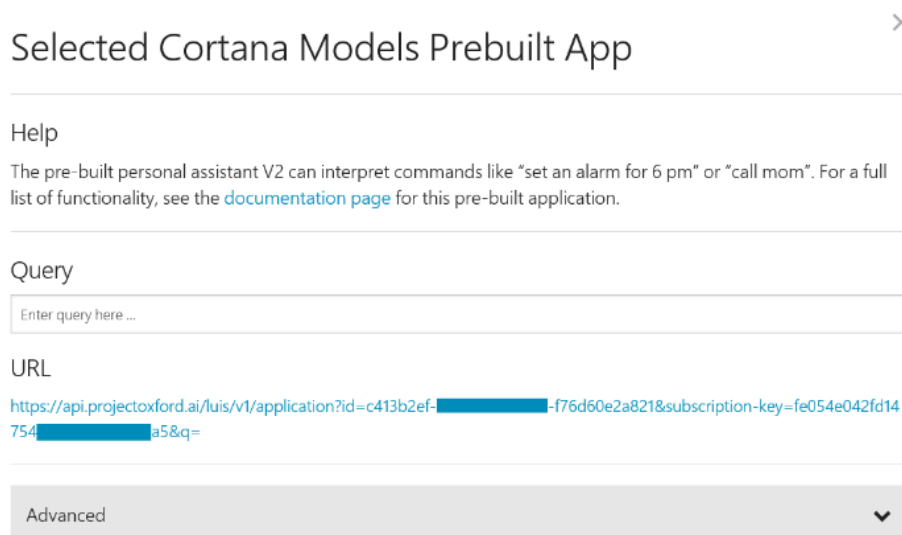 Selected Cortana Models Prebuilt App
Help
The pre-built personal assistant V2 can interpret commands like “set an alarm for 6 pm” or “call mom”. For a full
list of functionality, see the documentation page for this pre-built application.
Query
Enter query here ...
URL
https://api.projectoxford.ai/luis/v1/application?id=c413b2ef- -f76d60e2a821&subscription-key=fe054e042fd14
754 a5&q=
Advanced